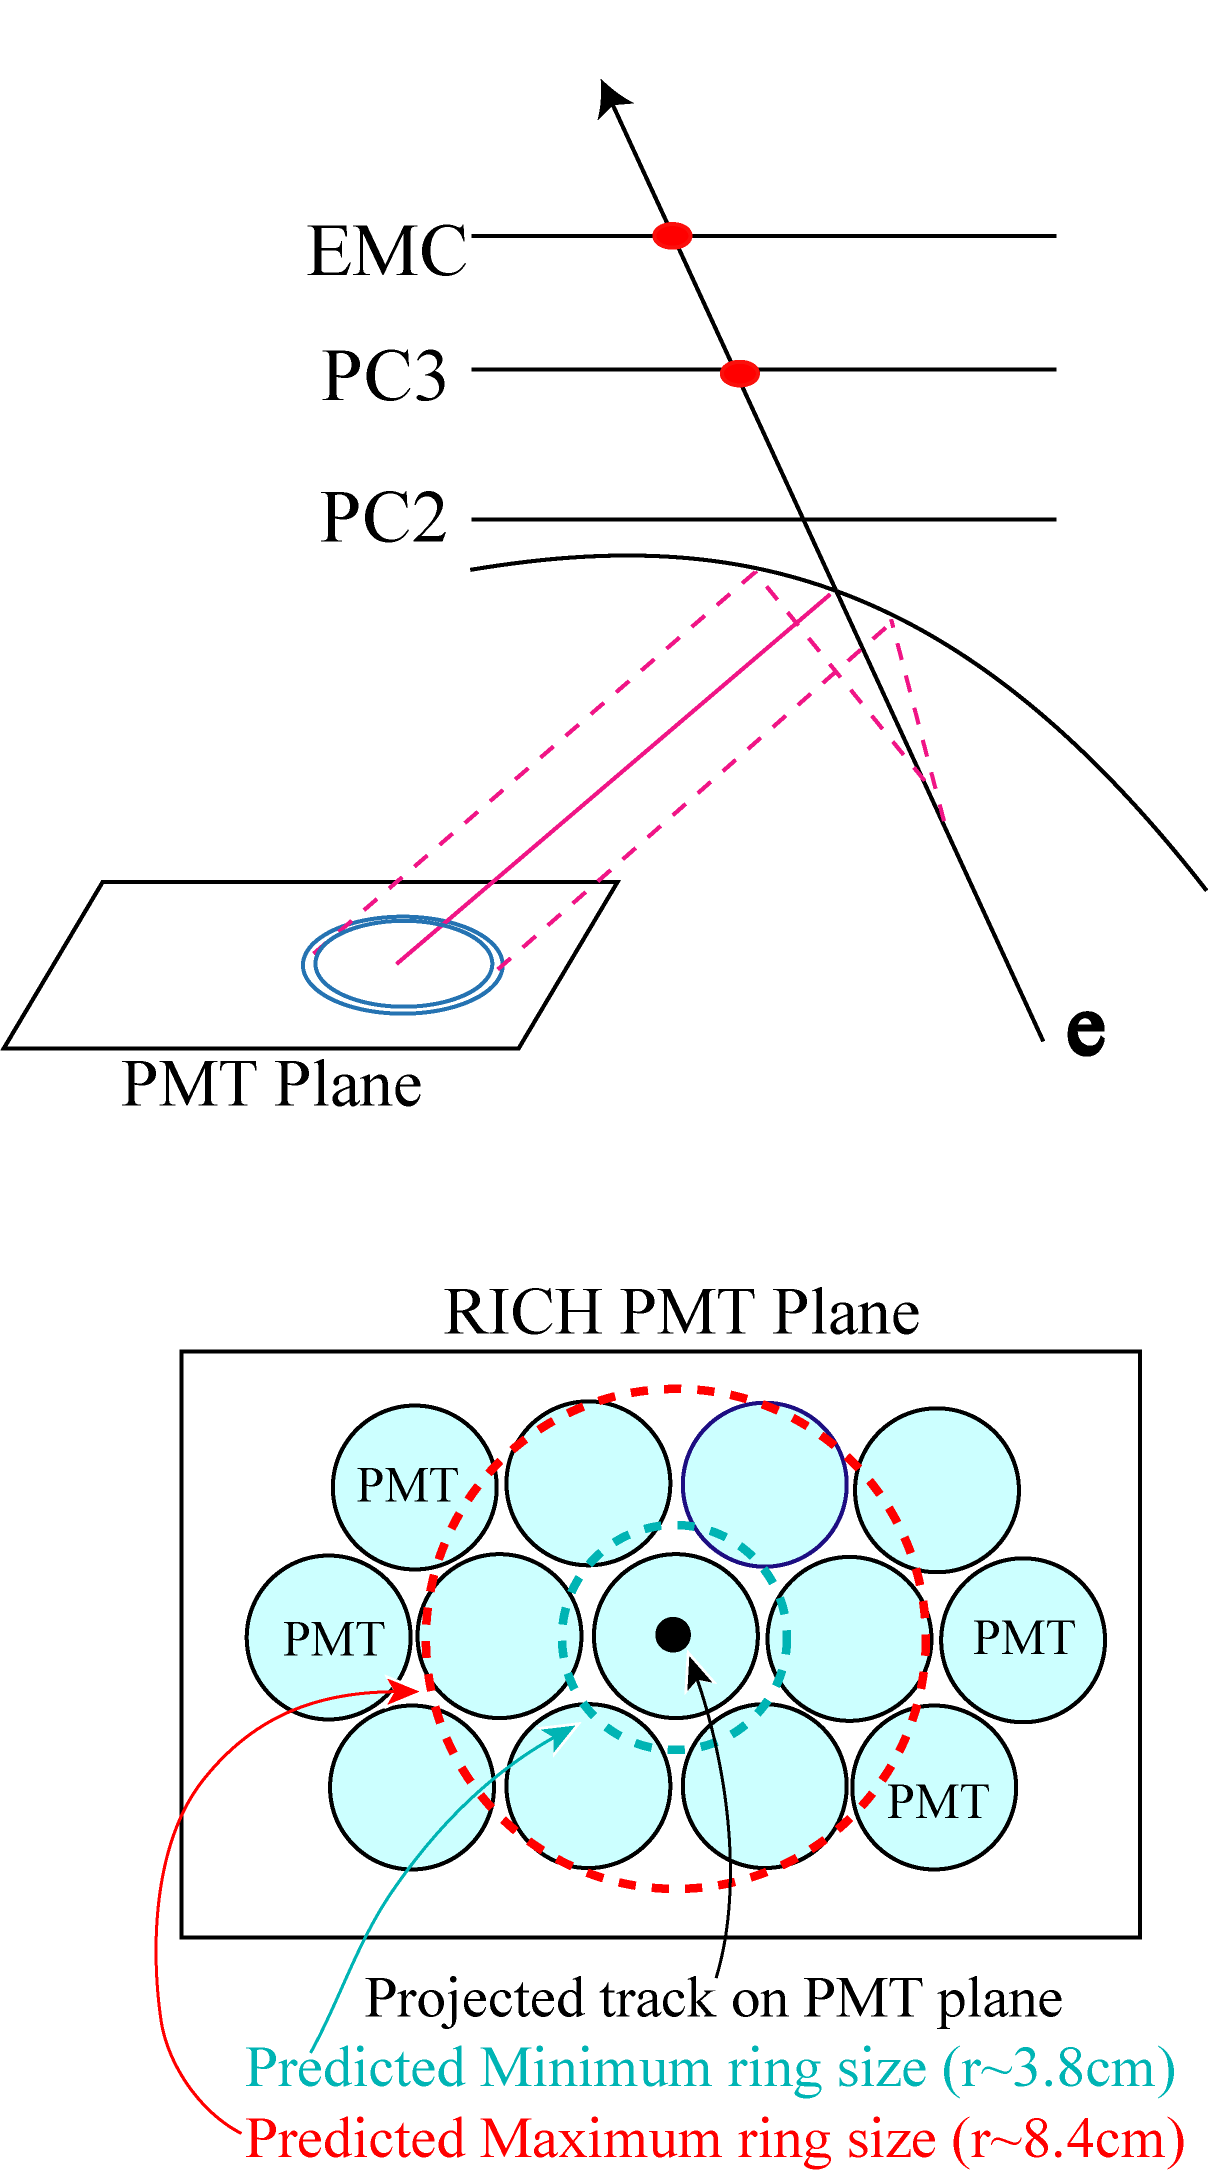 EMC
PC3
PC2
e
PMT Plane
RICH PMT Plane
PMT
PMT
PMT
PMT
Projected track on PMT plane
Predicted Minimum ring size (r~3.8cm)
Predicted Maximum ring size (r~8.4cm)